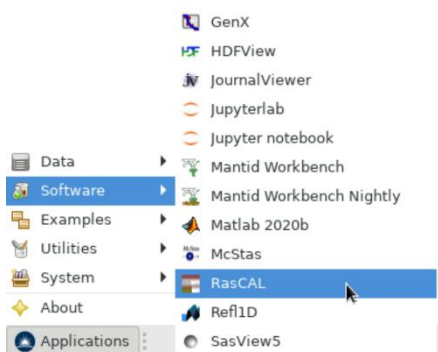 GenX
HDFView
JournalViewer
Jupyterlab
Jupyter notebook
Mantid Workbench
Mantid Workbench Nightly
Matlab 2020b
McStas
RasCAL
Refl1D
SasView5
Data
Software
Examples
Utilities
System
About
Applications